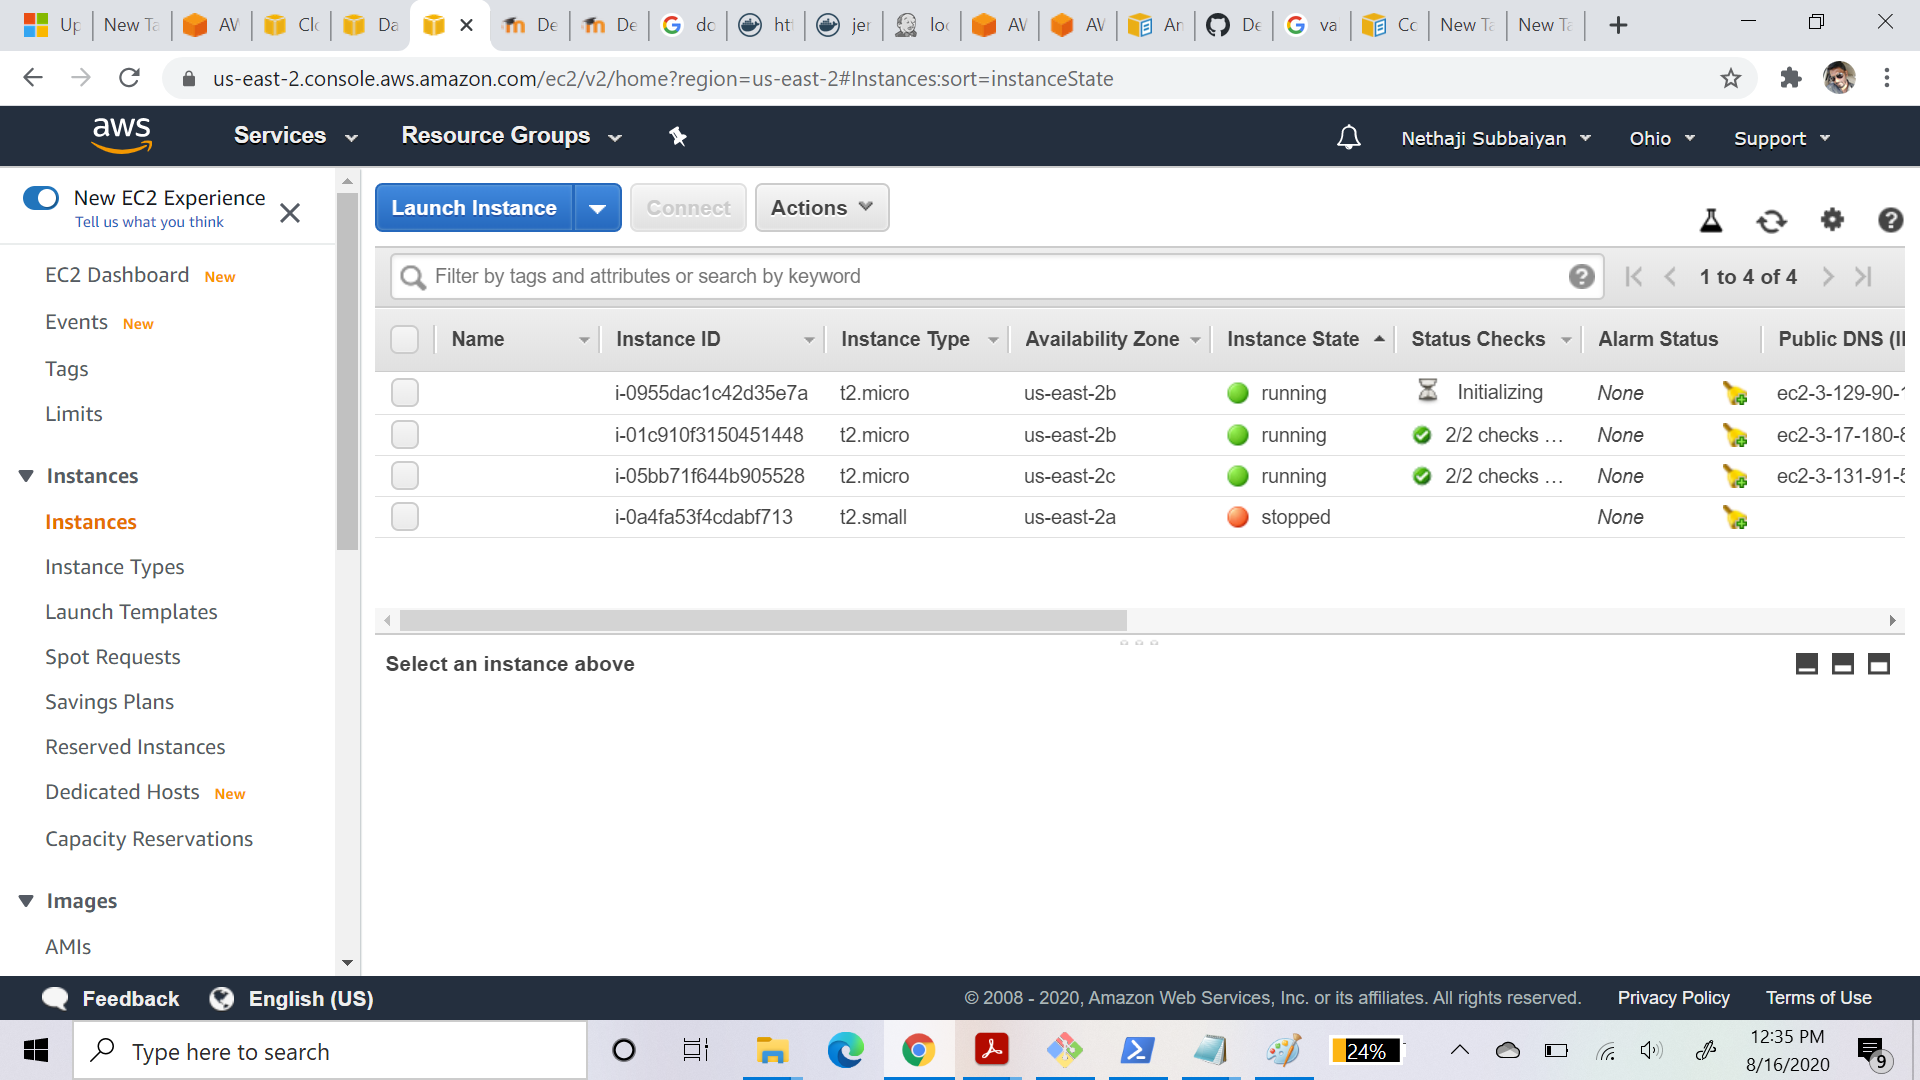 Up New Ta AV Clo Da De De do htt jer loc AV AV An De va Co New Ta New Ta
us-east-2.console.aws.amazon.com/ec2/v2/home?region=us-east-2#Instances:sort=instanceState
aws Services Resource Groups Nethaji Subbaiyan Ohio Support
New EC2 Experience
Tell us what you think
EC2 Dashboard New
Events New
Tags
Limits
Instances
Instances
Instance Types
Launch Templates
Spot Requests
Savings Plans
Reserved Instances
Dedicated Hosts New
Capacity Reservations
Images
AMIs
Launch Instance Connect Actions
Filter by tags and attributes or search by keyword 1 to 4 of 4
Name Instance ID Instance Type Availability Zone Instance State Status Checks Alarm Status Public DNS (I
i-0955dac1c42d35e7a t2.micro us-east-2b running Initializing None ec2-3-129-90-1
i-01c910f3150451448 t2.micro us-east-2b running 2/2 checks … None ec2-3-17-180-8
i-05bb71f644b905528 t2.micro us-east-2c running 2/2 checks … None ec2-3-131-91-5
i-0a4fa53f4cdabf713 t2.small us-east-2a stopped None
Select an instance above
Feedback English (US) © 2008 - 2020, Amazon Web Services, Inc. or its affiliates. All rights reserved. Privacy Policy Terms of Use
Type here to search 24% 12:35 PM
8/16/2020 9